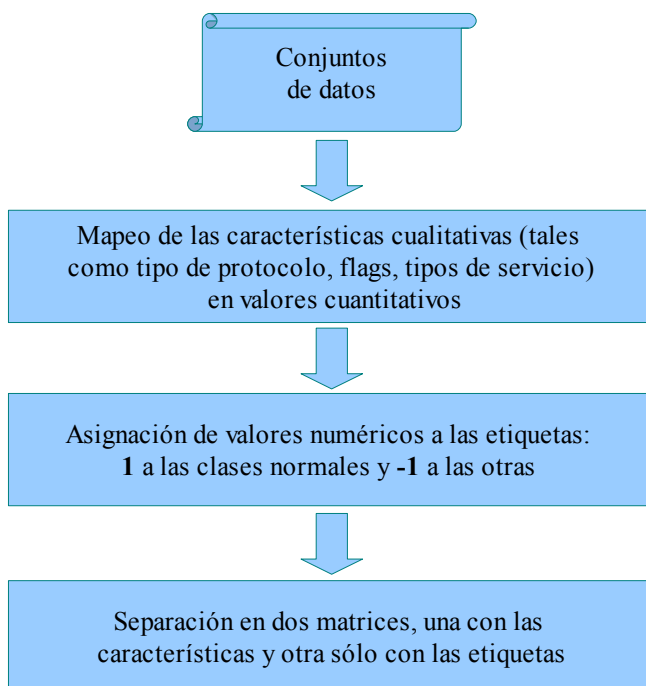 Conjuntos
de datos
Mapeo de las características cualitativas (tales
como tipo de protocolo, flags, tipos de servicio)
en valores cuantitativos
Asignación de valores numéricos a las etiquetas:
1 a las clases normales y -1 a las otras
Separación en dos matrices, una con las
características y otra sólo con las etiquetas